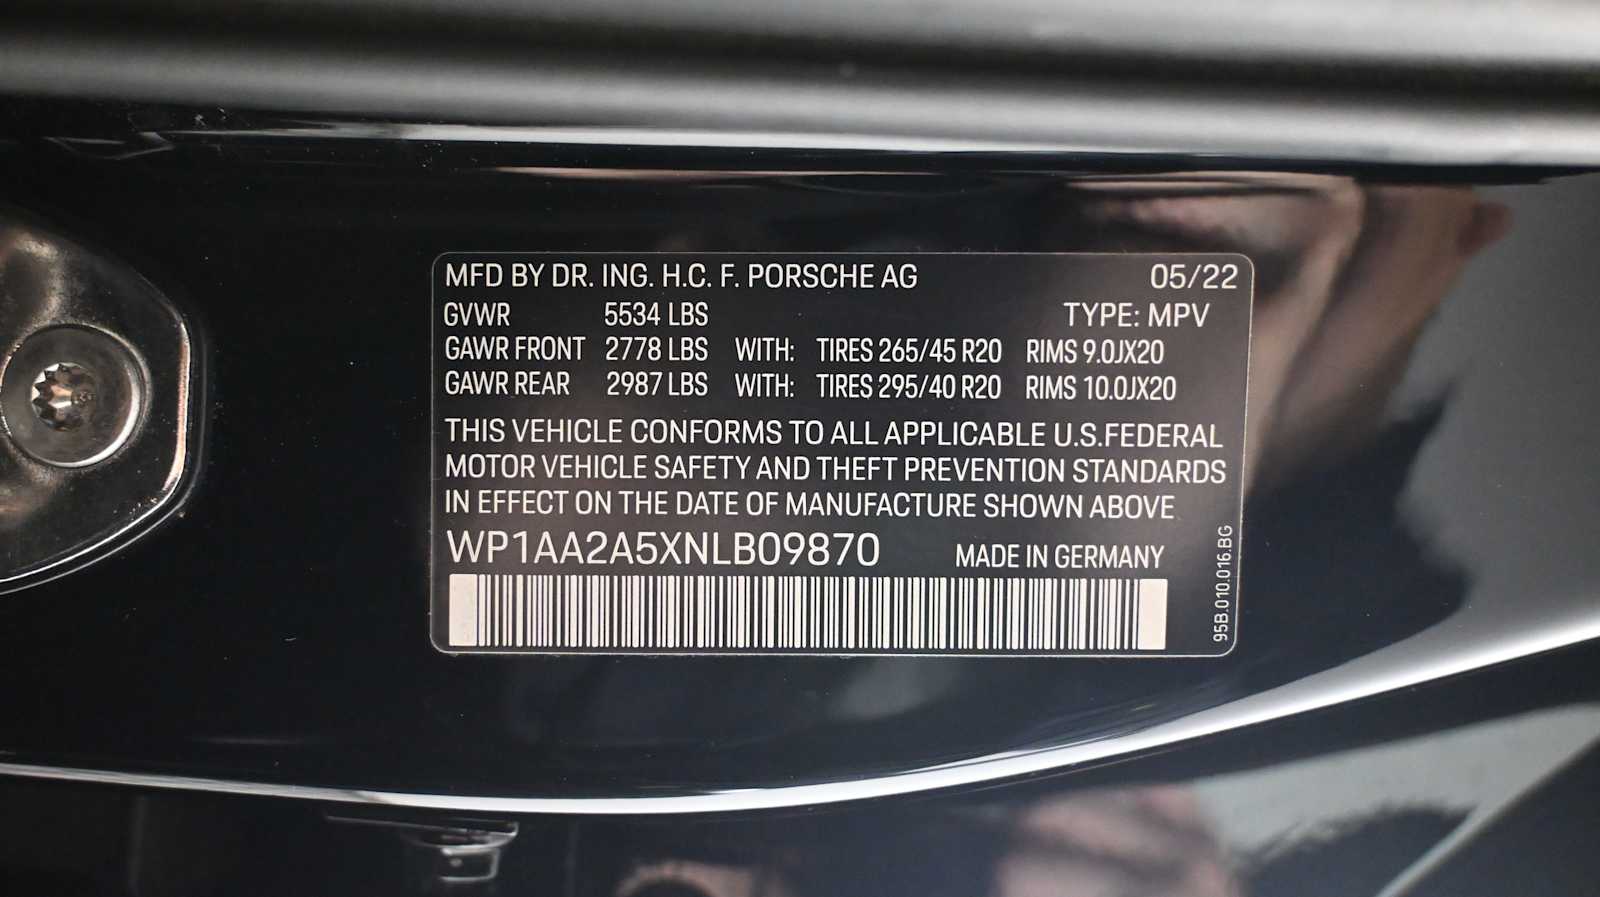 MFD BY DR. ING. H.C. F. PORSCHE AG 05/22
GVWR 5534 LBS TYPE: MPV
GAWR FRONT 2778 LBS WITH: TIRES 265/45 R20 RIMS 9.0JX20
GAWR REAR 2987 LBS WITH: TIRES 295/40 R20 RIMS 10.0JX20
THIS VEHICLE CONFORMS TO ALL APPLICABLE U.S.FEDERAL
MOTOR VEHICLE SAFETY AND THEFT PREVENTION STANDARDS
IN EFFECT ON THE DATE OF MANUFACTURE SHOWN ABOVE
WP1AA2A5XNLB09870 MADE IN GERMANY
95B.010.016.BG